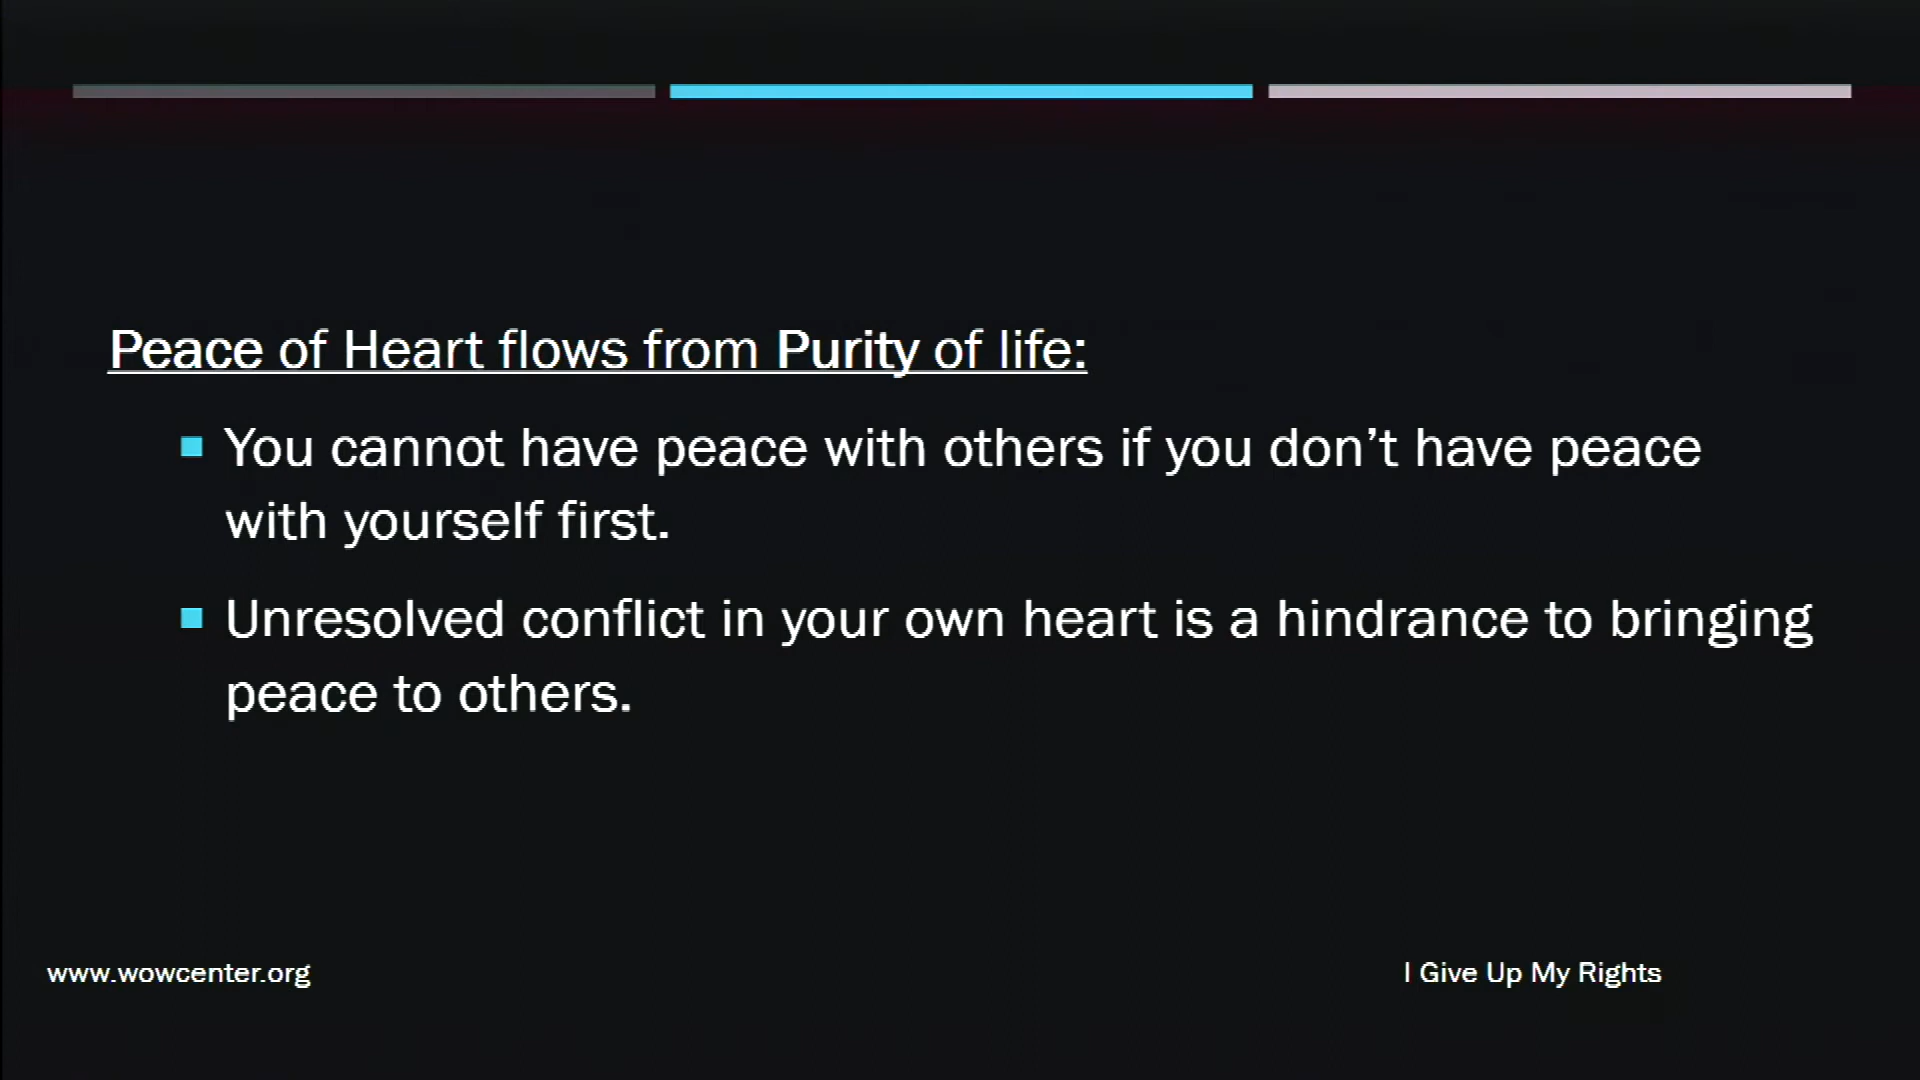 Peace of Heart flows from Purity of life:
You cannot have peace with others if you don’t have peace
with yourself first.
Unresolved conflict in your own heart is a hindrance to bringing
peace to others.
www.wowcenter.org
I Give Up My Rights